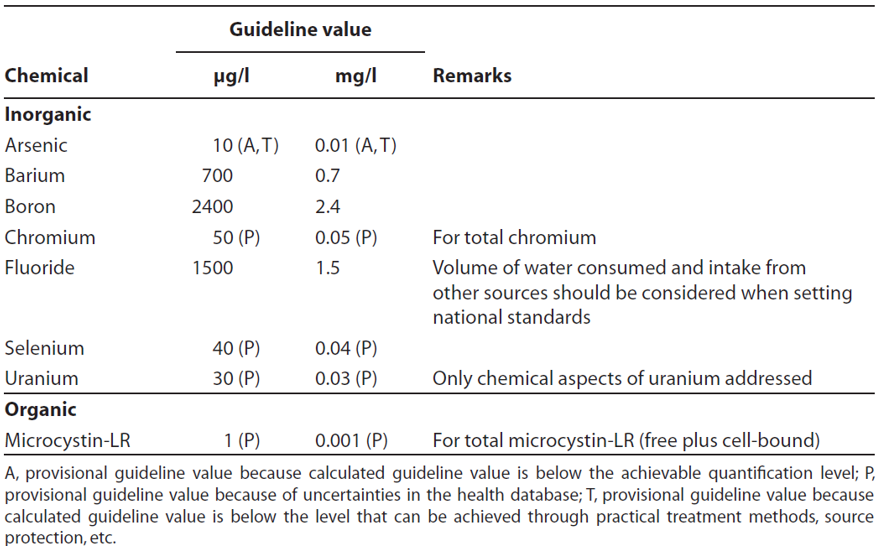 Guideline value
Chemical µg/l mg/l Remarks
Inorganic
Arsenic 10 (A, T) 0.01 (A, T)
Barium 700 0.7
Boron 2400 2.4
Chromium 50 (P) 0.05 (P) For total chromium
Fluoride 1500 1.5 Volume of water consumed and intake from
other sources should be considered when setting
national standards
Selenium 40 (P) 0.04 (P)
Uranium 30 (P) 0.03 (P) Only chemical aspects of uranium addressed
Organic
Microcystin-LR 1 (P) 0.001 (P) For total microcystin-LR (free plus cell-bound)
A, provisional guideline value because calculated guideline value is below the achievable quantification level; P,
provisional guideline value because of uncertainties in the health database; T, provisional guideline value because
calculated guideline value is below the level that can be achieved through practical treatment methods, source
protection, etc.